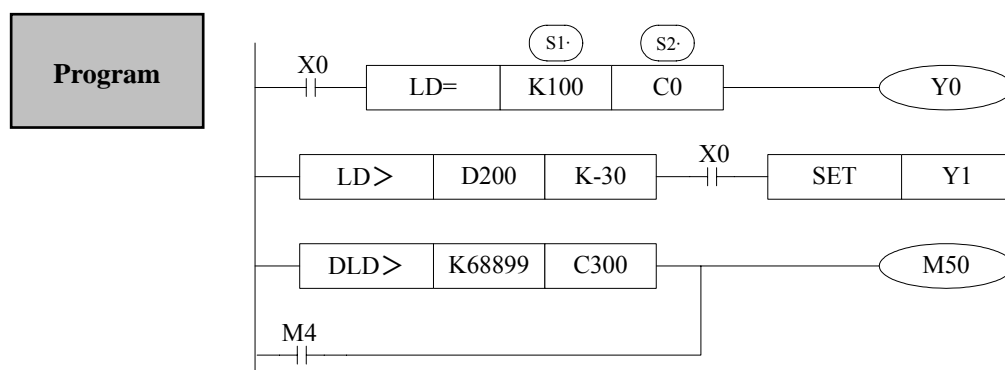 Program
S1· S2·
X0 LD= K100 C0 Y0
X0
LD＞ D200 K-30 SET Y1
DLD＞ K68899 C300 M50
M4